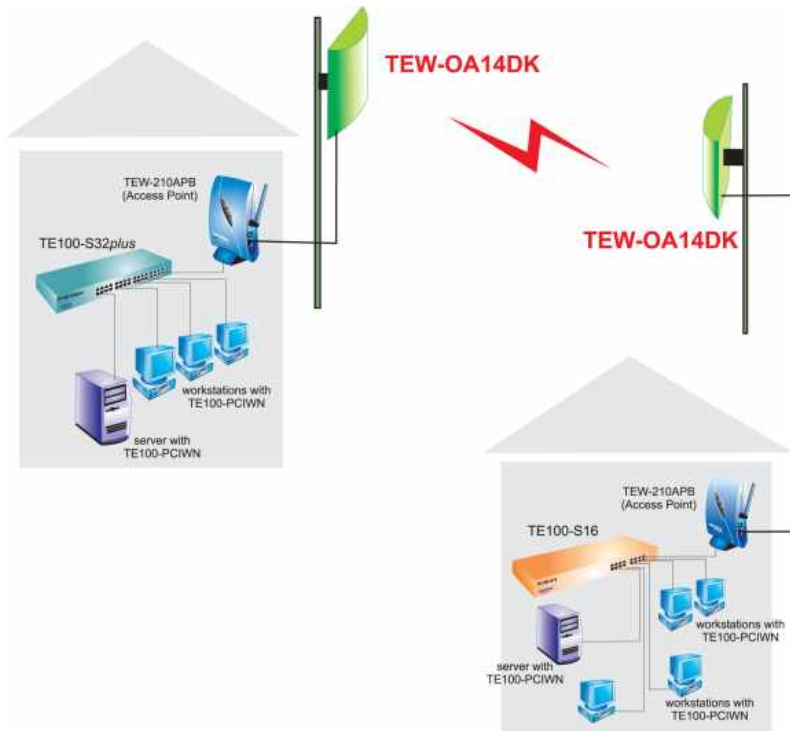 TEW-OA14DK
TEW-210APB
(Access Point)
TE100-S32plus
workstations with
TE100-PCIWN
server with
TE100-PCIWN
TEW-OA14DK
TEW-210APB
(Access Point)
TE100-S16
workstations with
TE100-PCIWN
server with
TE100-PCIWN
workstations with
TE100-PCIWN